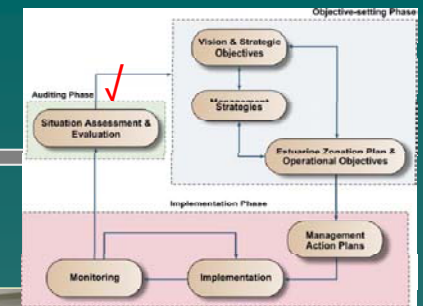 Objective-setting Phase
Vision & Strategic
Objectives
Auditing Phase
Management
Strategies
Situation Assessment &
Evaluation
Estuarine Zonation Plan &
Operational Objectives
Implementation Phase
Management
Action Plans
Monitoring
Implementation